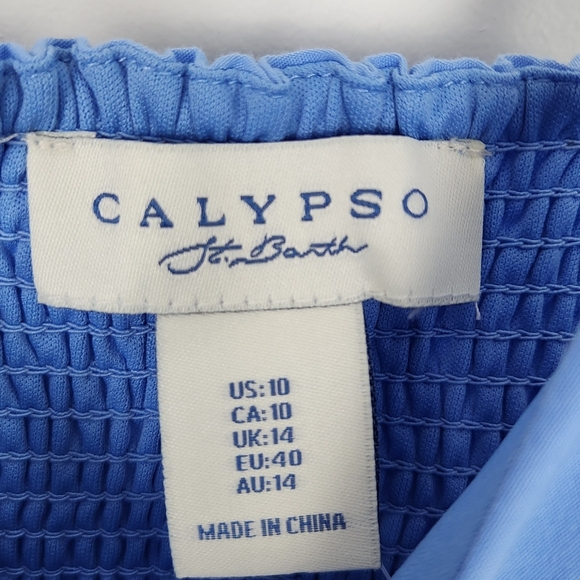 CALYPSO
St. Barth
US:10
CA:10
UK:14
EU:40
AU:14
MADE IN CHINA